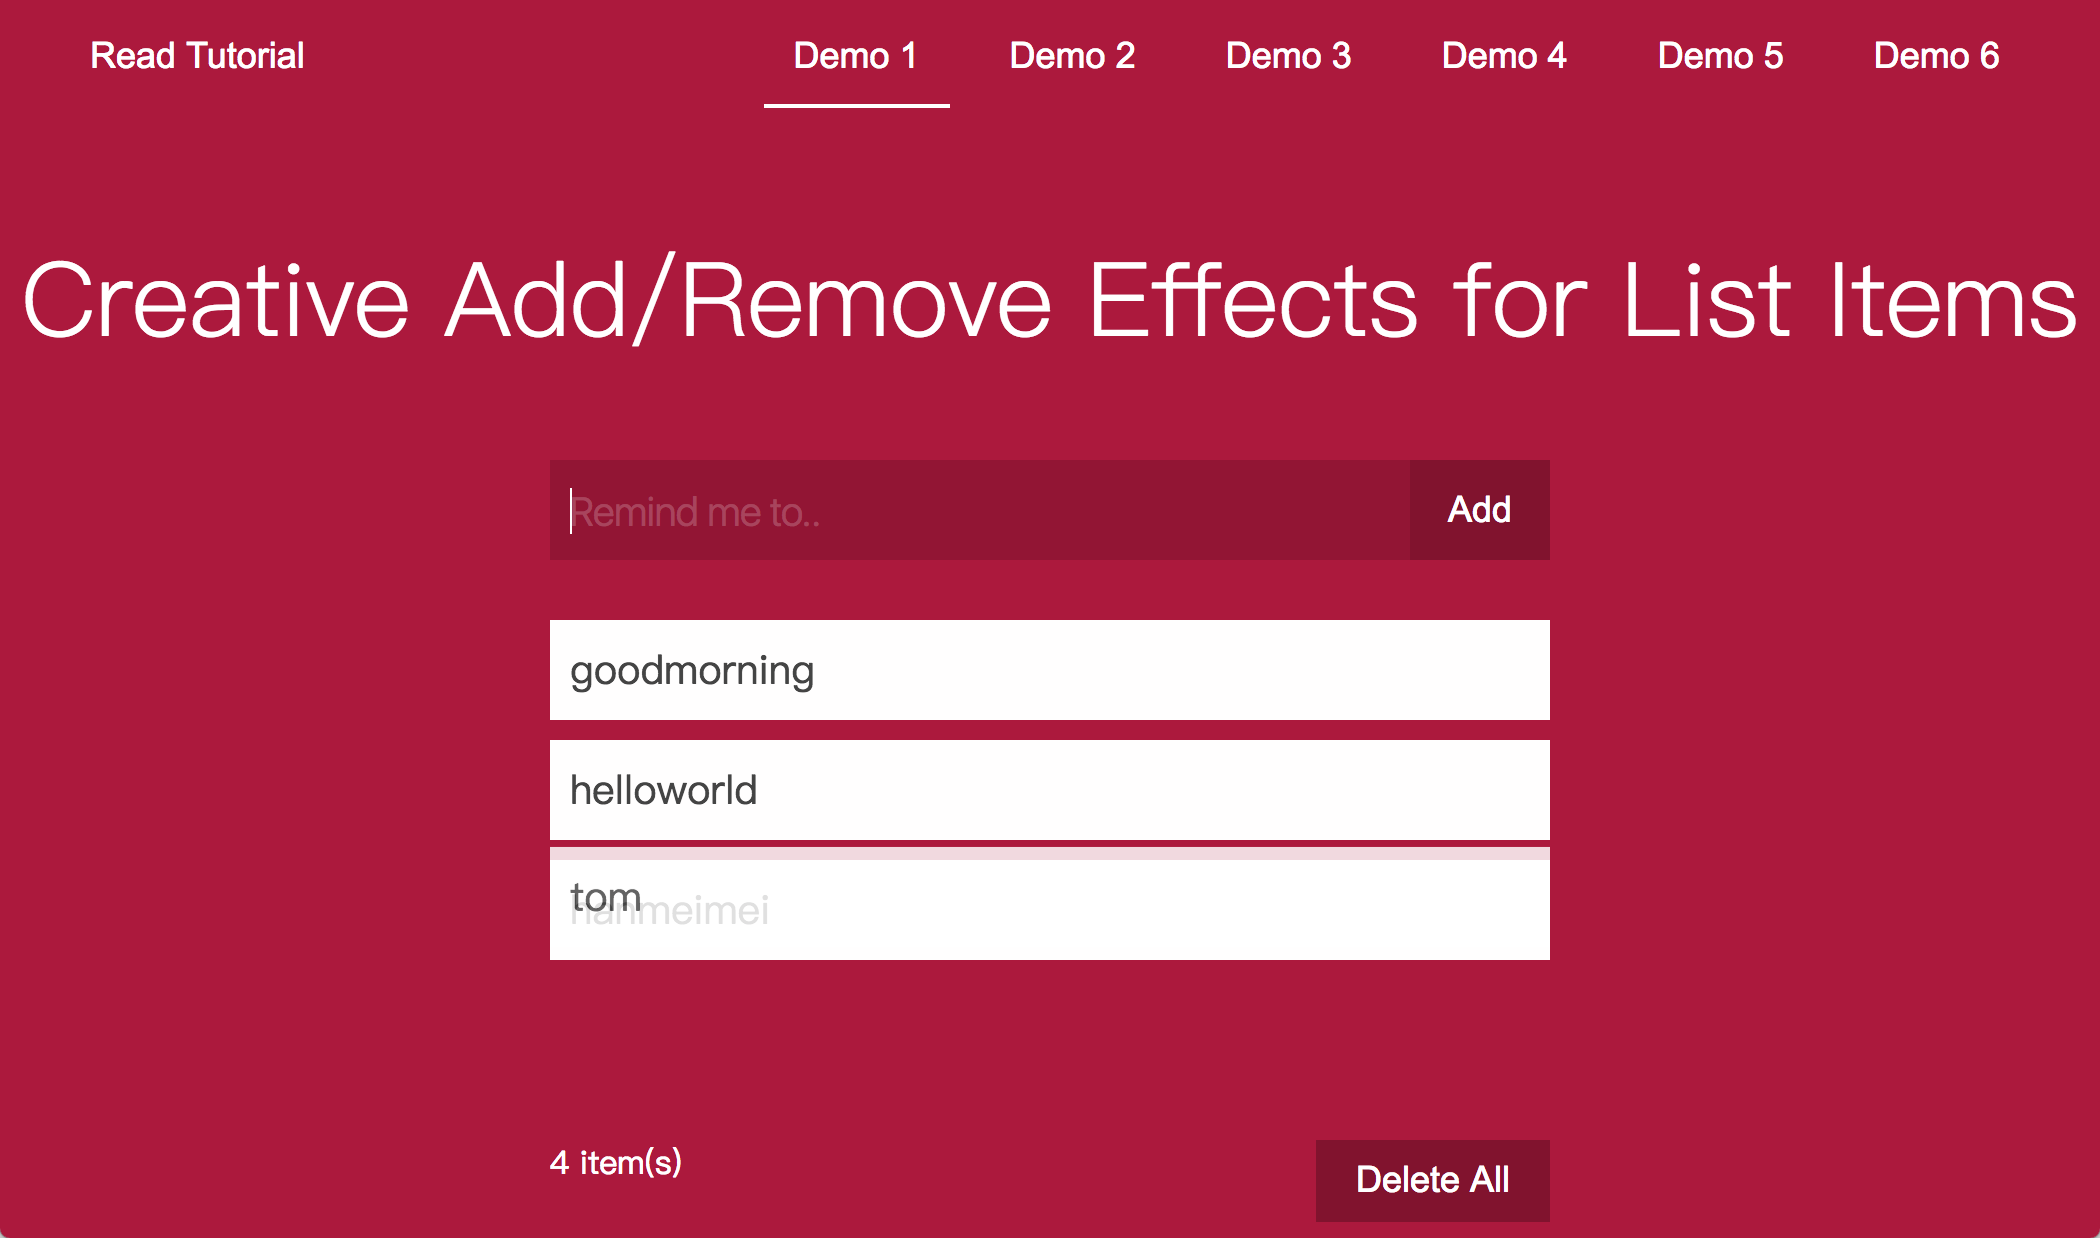 Read Tutorial
Demo 1
Demo 2
Demo 3
Demo 4
Demo 5
Demo 6
Creative Add/Remove Effects for List Items
Remind me to..
Add
goodmorning
helloworld
tom
hanmeimei
4 item(s)
Delete All